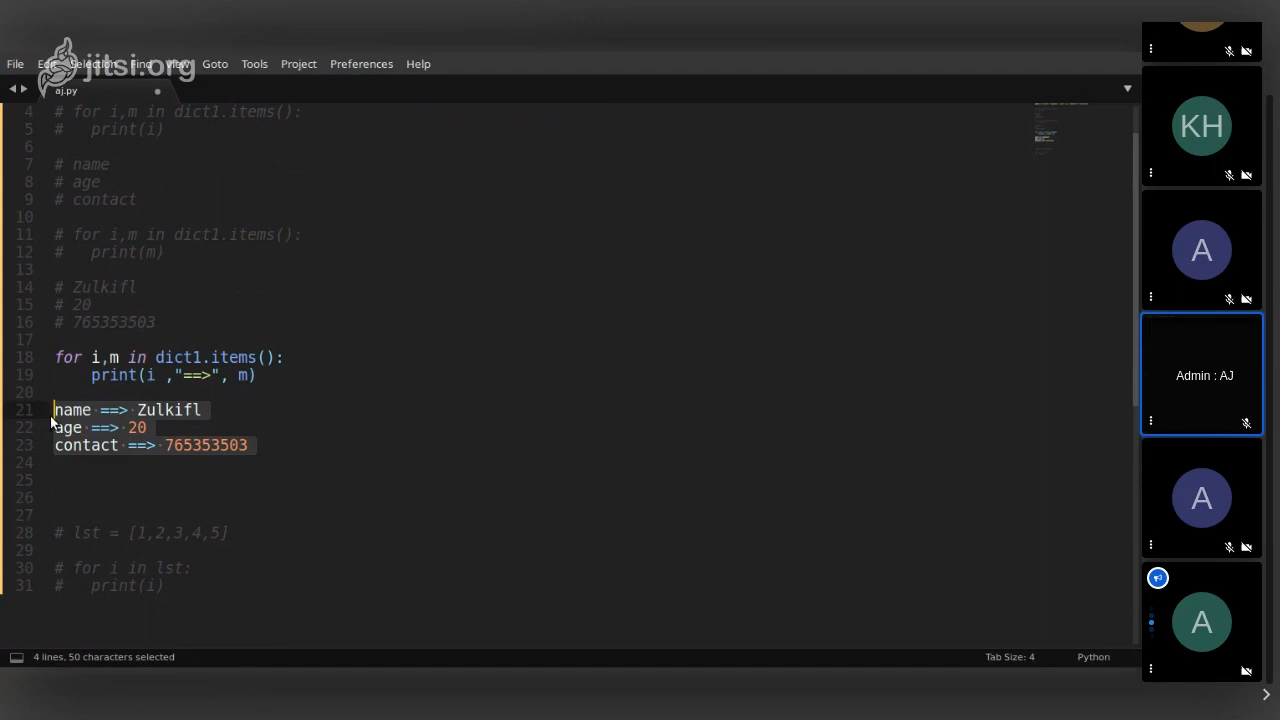 jitsi.org
File Edit Selection Find View Goto Tools Project Preferences Help
aj.py
4 # for i,m in dict1.items():
5 #   print(i)
6
7 # name
8 # age
9 # contact
10
11 # for i,m in dict1.items():
12 #   print(m)
13
14 # Zulkifl
15 # 20
16 # 765353503
17
18 for i,m in dict1.items():
19     print(i ,"==>", m)
20
21 name ==> Zulkifl
22 age ==> 20
23 contact ==> 765353503
24
25
26
27
28 # lst = [1,2,3,4,5]
29
30 # for i in lst:
31 #   print(i)
4 lines, 50 characters selected
Tab Size: 4
Python
KH
A
Admin : AJ
A
A